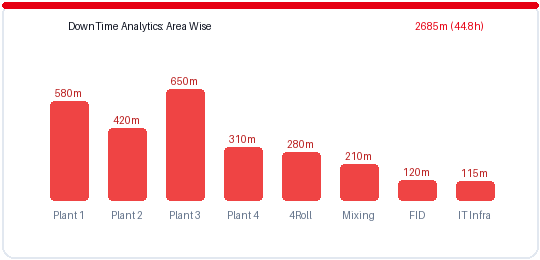 DownTime Analytics: Area Wise
2685m (44.8h)
580m
420m
650m
310m
280m
210m
120m
115m
Plant 1
Plant 2
Plant 3
Plant 4
4Roll
Mixing
FID
IT Infra